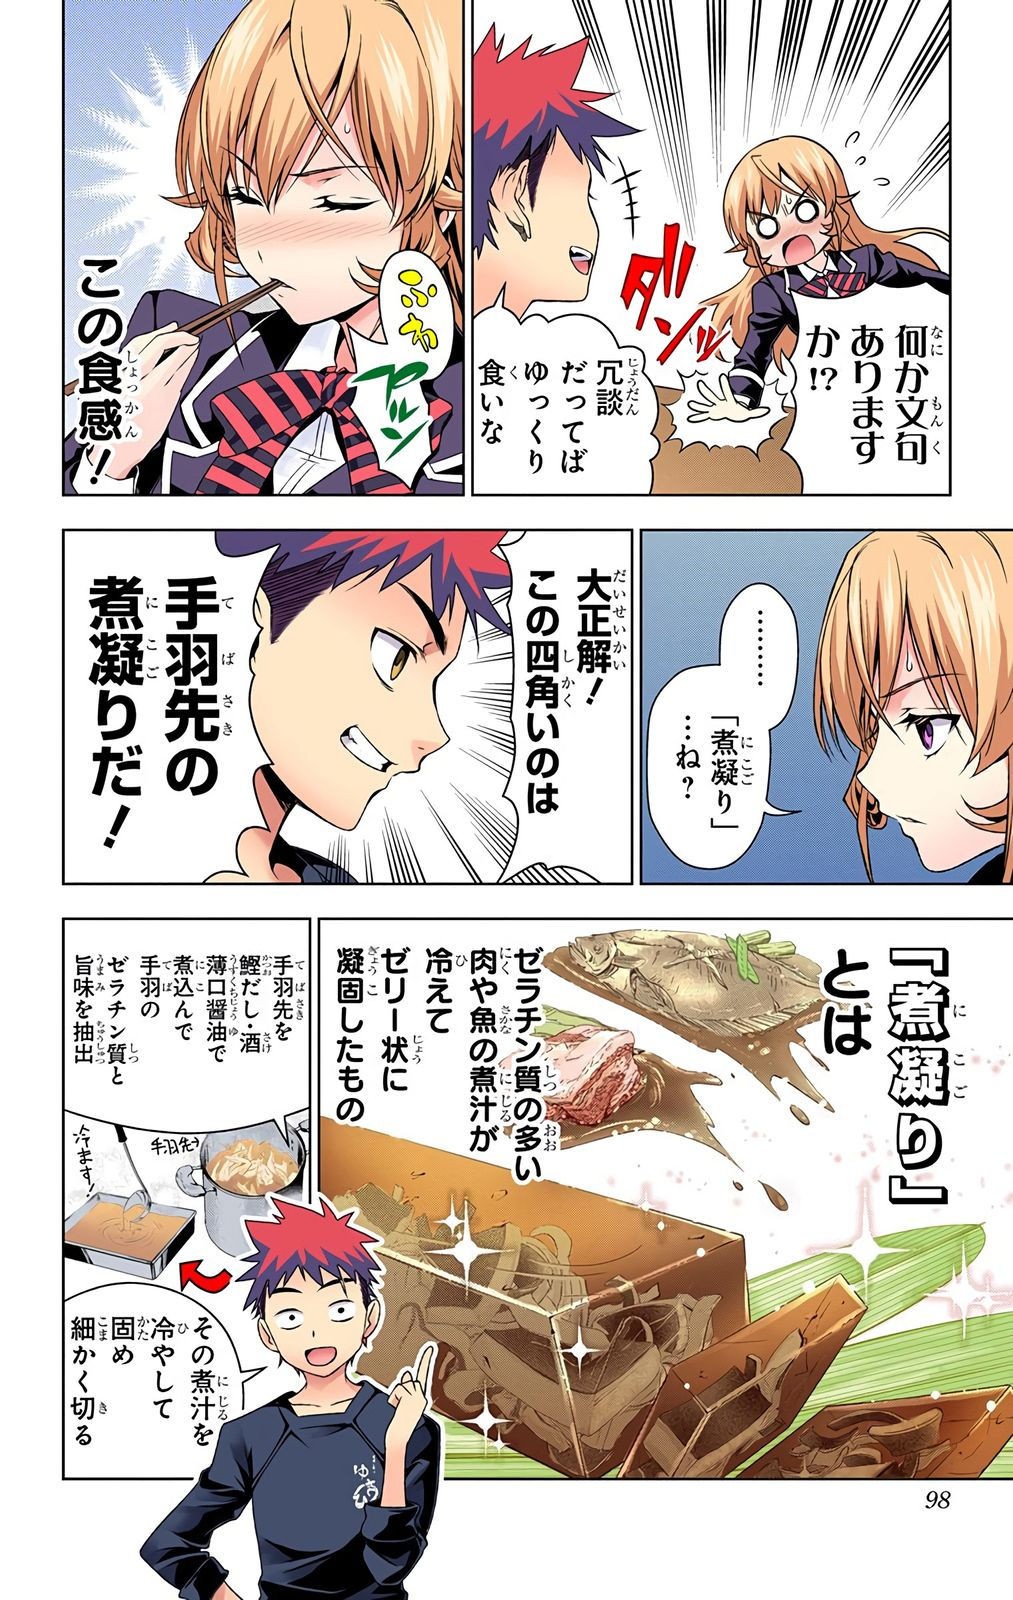 何か文句
あります
か!?
ダンッ
冗談
だってば
ゆっくり
食いな
ふわ
この食感!
………
「煮凝り」
…ね?
大正解!
この四角いのは
手羽先の
煮凝りだ!
「煮凝り」
とは
ゼラチン質の多い
肉や魚の煮汁が
冷えて
ゼリー状に
凝固したもの
手羽先を
鰹だし・酒
薄口醤油で
煮込んで
手羽の
ゼラチン質と
旨味を抽出
手羽先
冷ます!
その煮汁を
冷やして
固め
細かく切る
ゆきひら
98